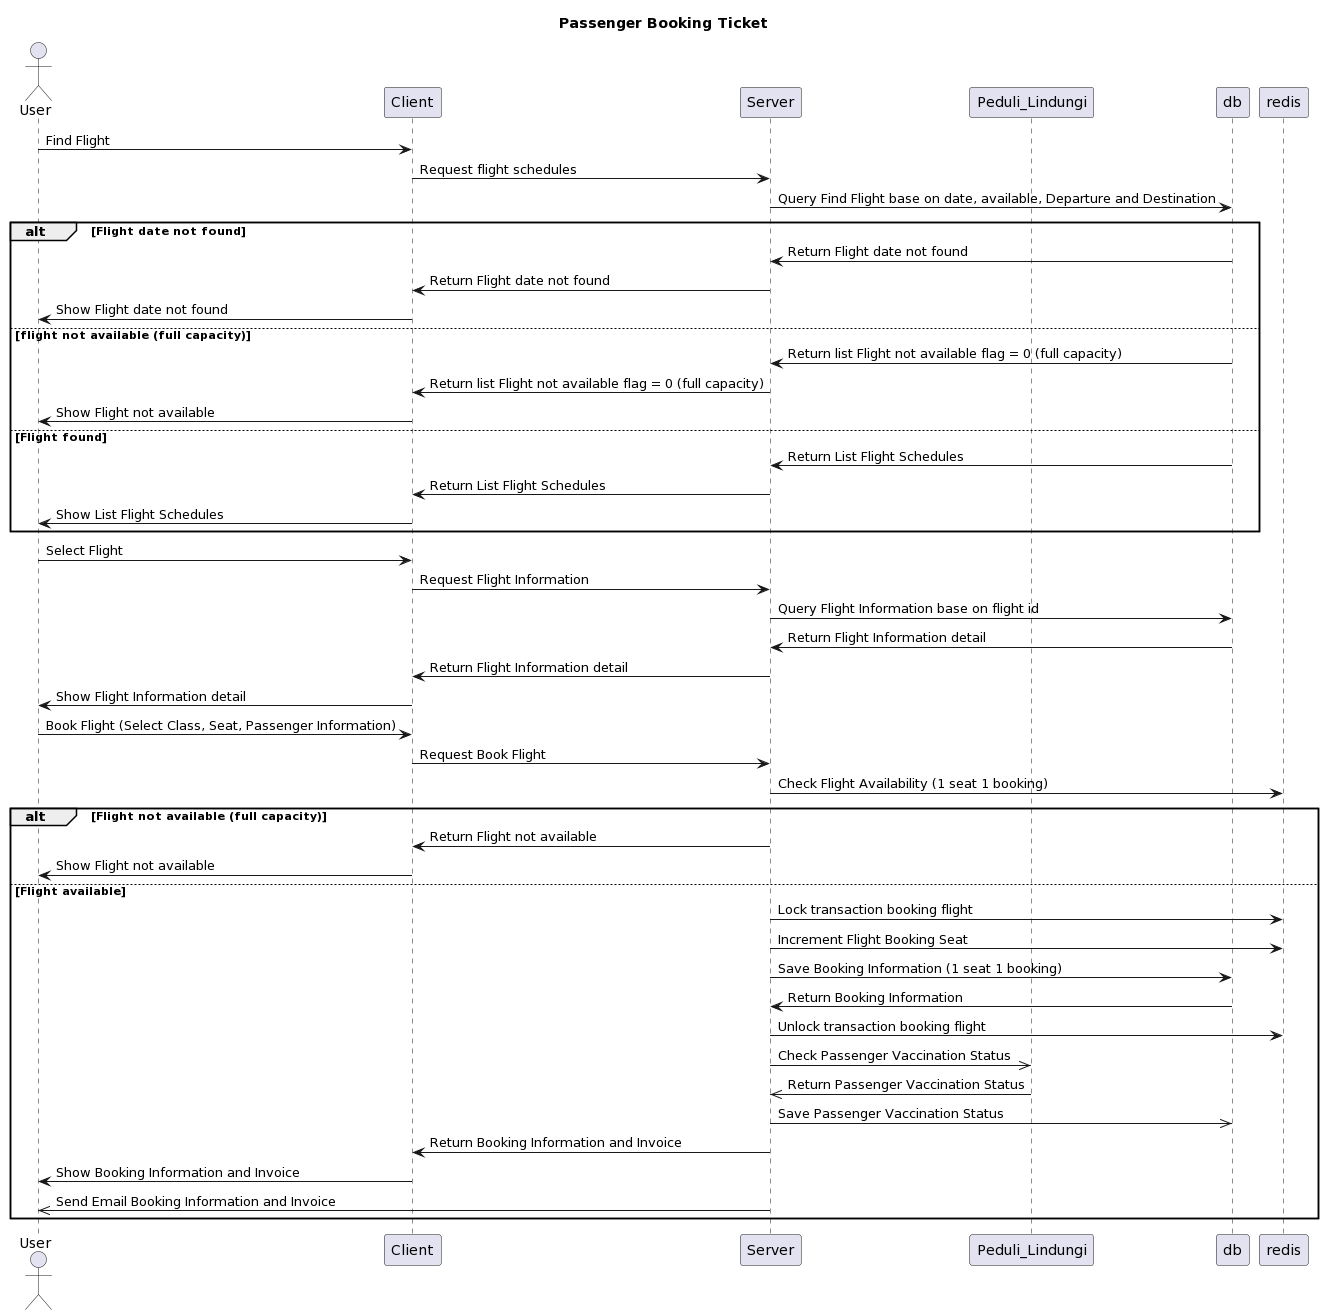 Passenger Booking Ticket
User
Client
Server
Peduli_Lindungi
db
redis
Find Flight
Request flight schedules
Query Find Flight base on date, available, Departure and Destination
alt
[Flight date not found]
Return Flight date not found
Return Flight date not found
Show Flight date not found
[flight not available (full capacity)]
Return list Flight not available flag = 0 (full capacity)
Return list Flight not available flag = 0 (full capacity)
Show Flight not available
[Flight found]
Return List Flight Schedules
Return List Flight Schedules
Show List Flight Schedules
Select Flight
Request Flight Information
Query Flight Information base on flight id
Return Flight Information detail
Return Flight Information detail
Show Flight Information detail
Book Flight (Select Class, Seat, Passenger Information)
Request Book Flight
Check Flight Availability (1 seat 1 booking)
alt
[Flight not available (full capacity)]
Return Flight not available
Show Flight not available
[Flight available]
Lock transaction booking flight
Increment Flight Booking Seat
Save Booking Information (1 seat 1 booking)
Return Booking Information
Unlock transaction booking flight
Check Passenger Vaccination Status
Return Passenger Vaccination Status
Save Passenger Vaccination Status
Return Booking Information and Invoice
Show Booking Information and Invoice
Send Email Booking Information and Invoice
User
Client
Server
Peduli_Lindungi
db
redis